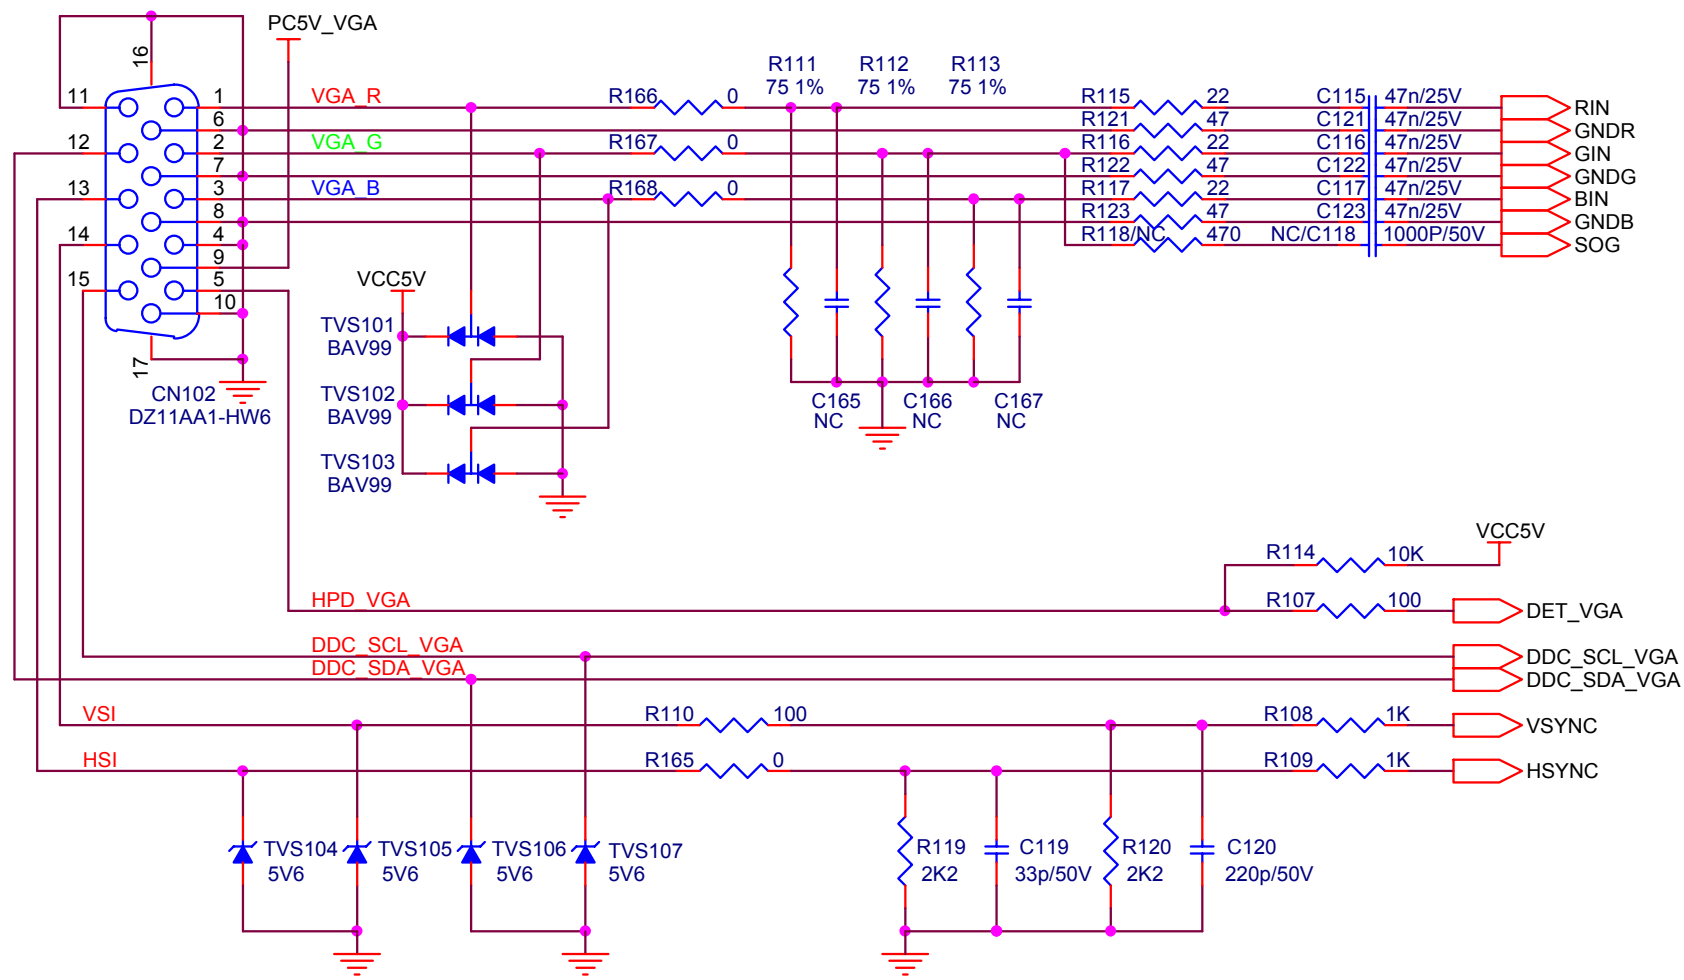 PC5V_VGA
16
11
1
6
12
2
7
13
3
8
14
4
9
15
5
10
17
CN102
DZ11AA1-HW6
VGA_R
VGA_G
VGA_B
R166 0
R167 0
R168 0
R111
75 1%
R112
75 1%
R113
75 1%
R115 22 C115 47n/25V RIN
R121 47 C121 47n/25V GNDR
R116 22 C116 47n/25V GIN
R122 47 C122 47n/25V GNDG
R117 22 C117 47n/25V BIN
R123 47 C123 47n/25V GNDB
R118/NC 470 NC/C118 1000P/50V SOG
VCC5V
TVS101
BAV99
TVS102
BAV99
TVS103
BAV99
C165
NC
C166
NC
C167
NC
VCC5V
R114 10K
HPD_VGA R107 100 DET_VGA
DDC_SCL_VGA DDC_SCL_VGA
DDC_SDA_VGA DDC_SDA_VGA
VSI R110 100 R108 1K VSYNC
HSI R165 0 R109 1K HSYNC
TVS104
5V6
TVS105
5V6
TVS106
5V6
TVS107
5V6
R119
2K2
C119
33p/50V
R120
2K2
C120
220p/50V